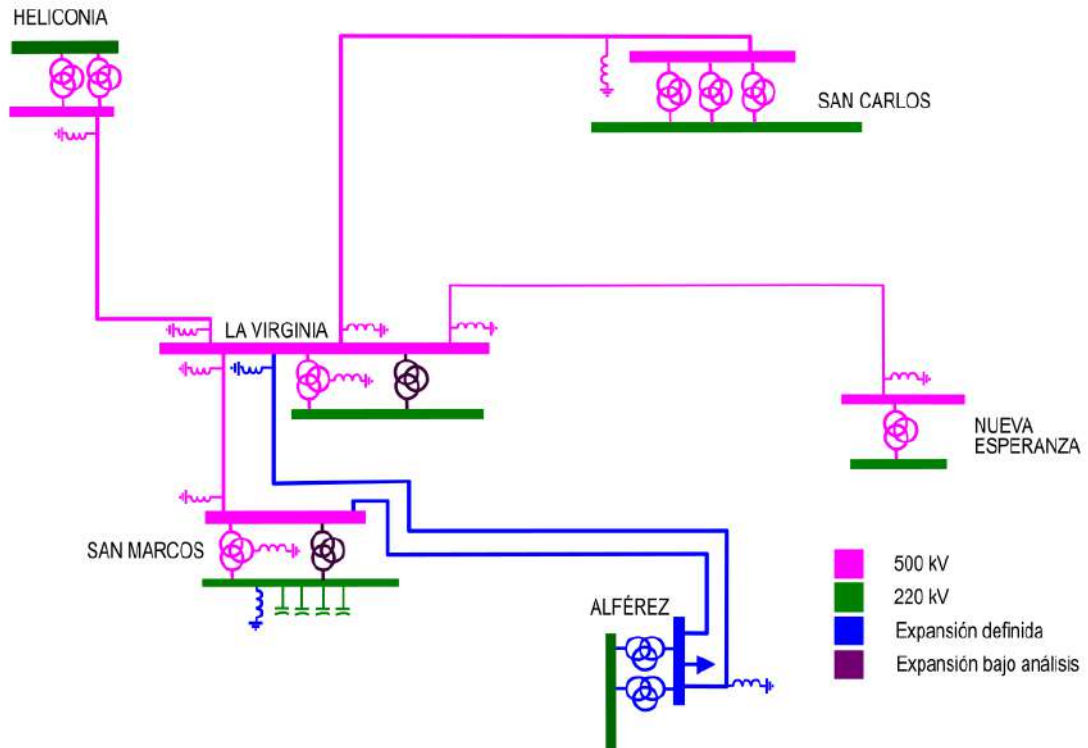 HELICONIA
SAN CARLOS
LA VIRGINIA
NUEVA
ESPERANZA
SAN MARCOS
ALFÉREZ
500 kV
220 kV
Expansión definida
Expansión bajo análisis